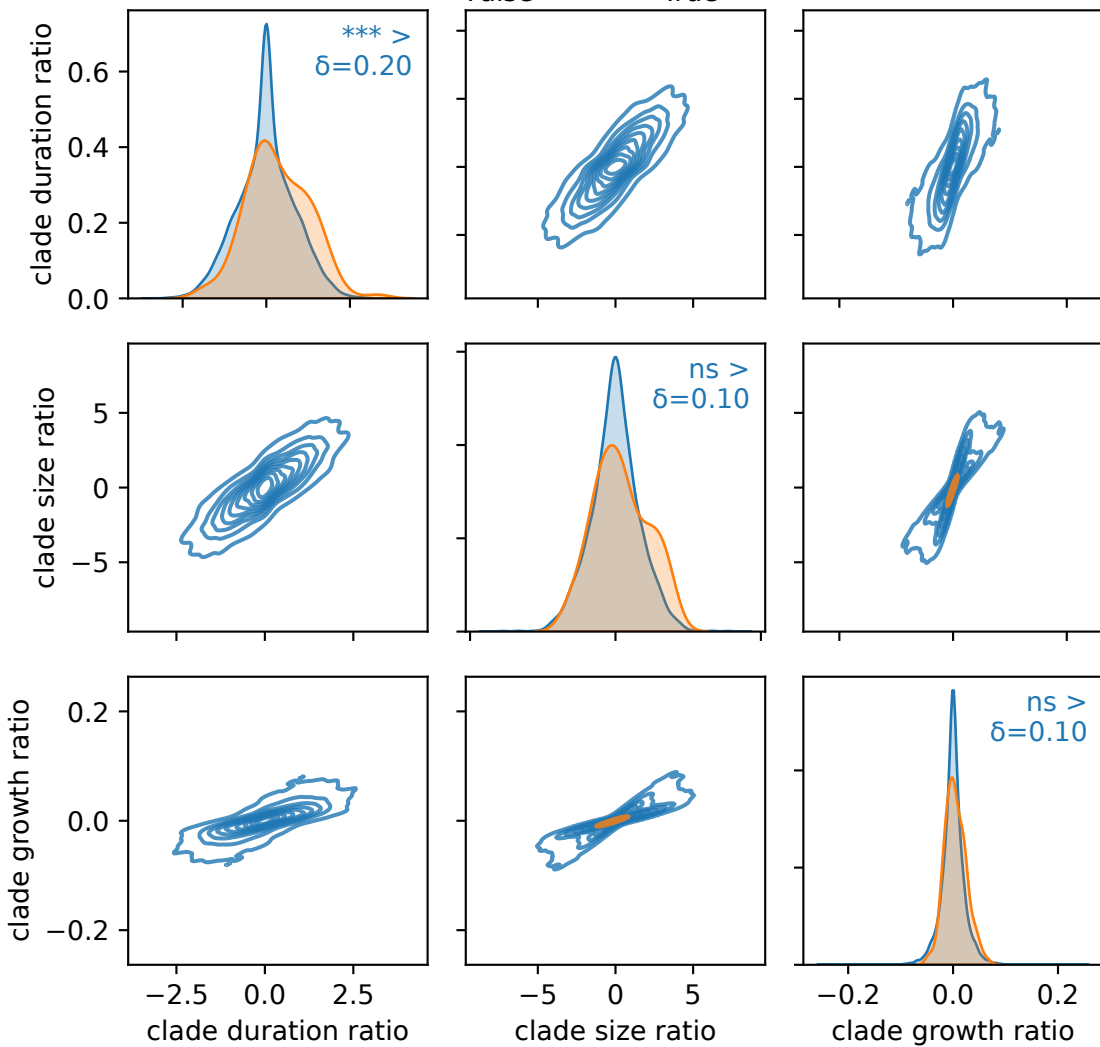 *** >
δ=0.20
clade duration ratio
0.6
0.4
0.2
0.0
ns >
δ=0.10
clade size ratio
5
0
−5
ns >
δ=0.10
clade growth ratio
0.2
0.0
−0.2
−2.5 0.0 2.5
−5 0 5
−0.2 0.0 0.2
clade duration ratio
clade size ratio
clade growth ratio